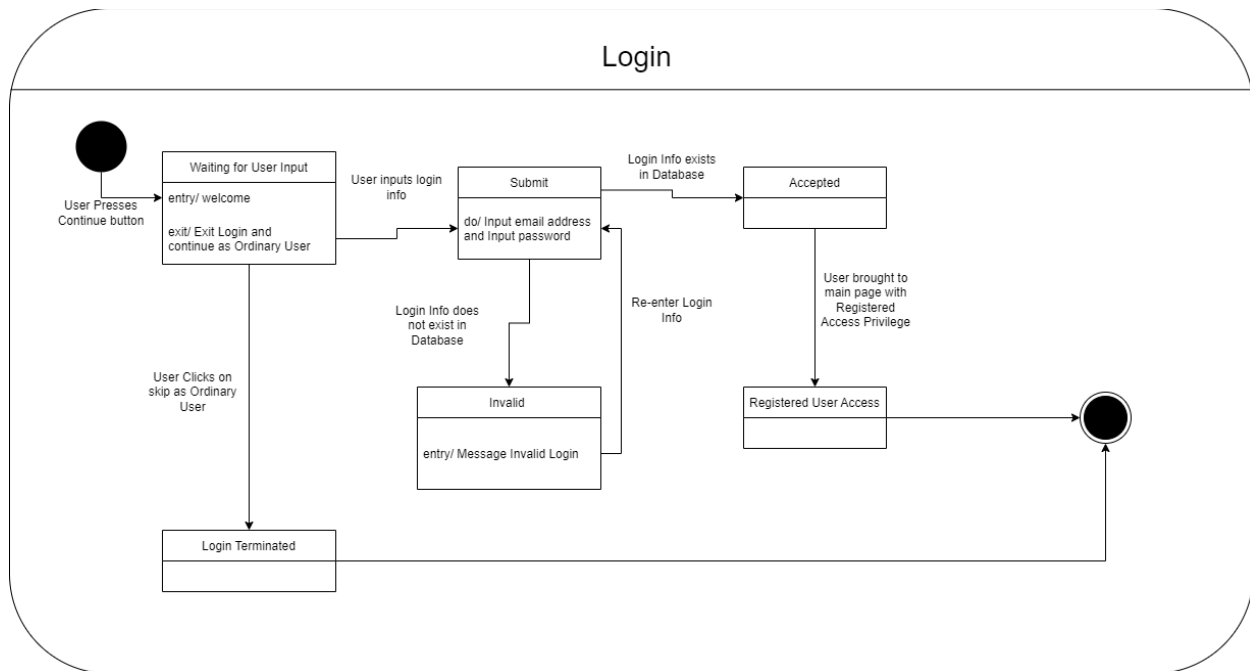 Login
User Presses
Continue button
Waiting for User Input
entry/ welcome
exit/ Exit Login and
continue as Ordinary User
User inputs login
info
Submit
do/ Input email address
and Input password
Login Info exists
in Database
Accepted
User brought to
main page with
Registered
Access Privilege
Login Info does
not exist in
Database
Re-enter Login
Info
User Clicks on
skip as Ordinary
User
Invalid
entry/ Message Invalid Login
Registered User Access
Login Terminated